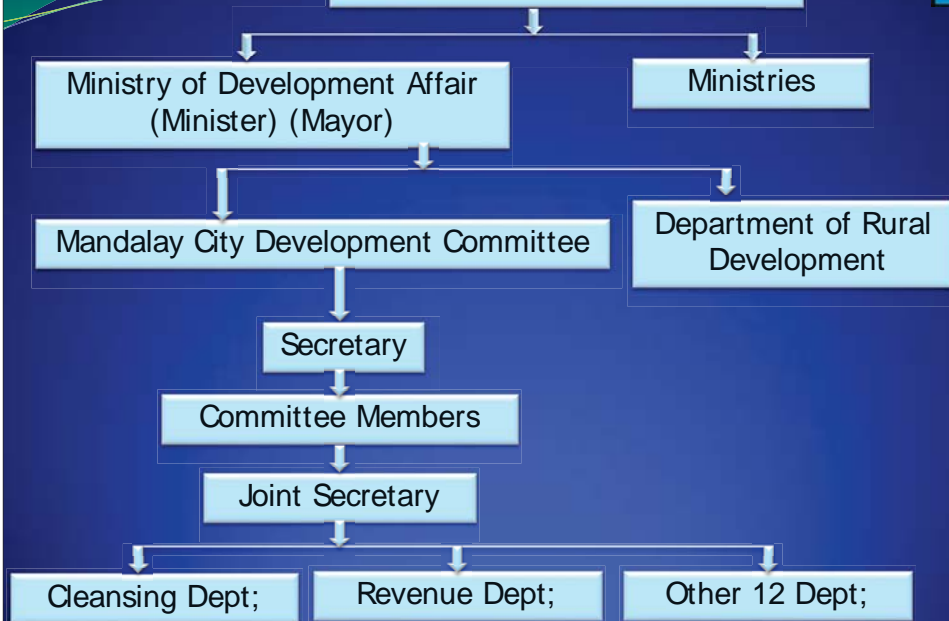 Ministry of Development Affair
(Minister) (Mayor)
Ministries
Mandalay City Development Committee
Department of Rural
Development
Secretary
Committee Members
Joint Secretary
Cleansing Dept;
Revenue Dept;
Other 12 Dept;